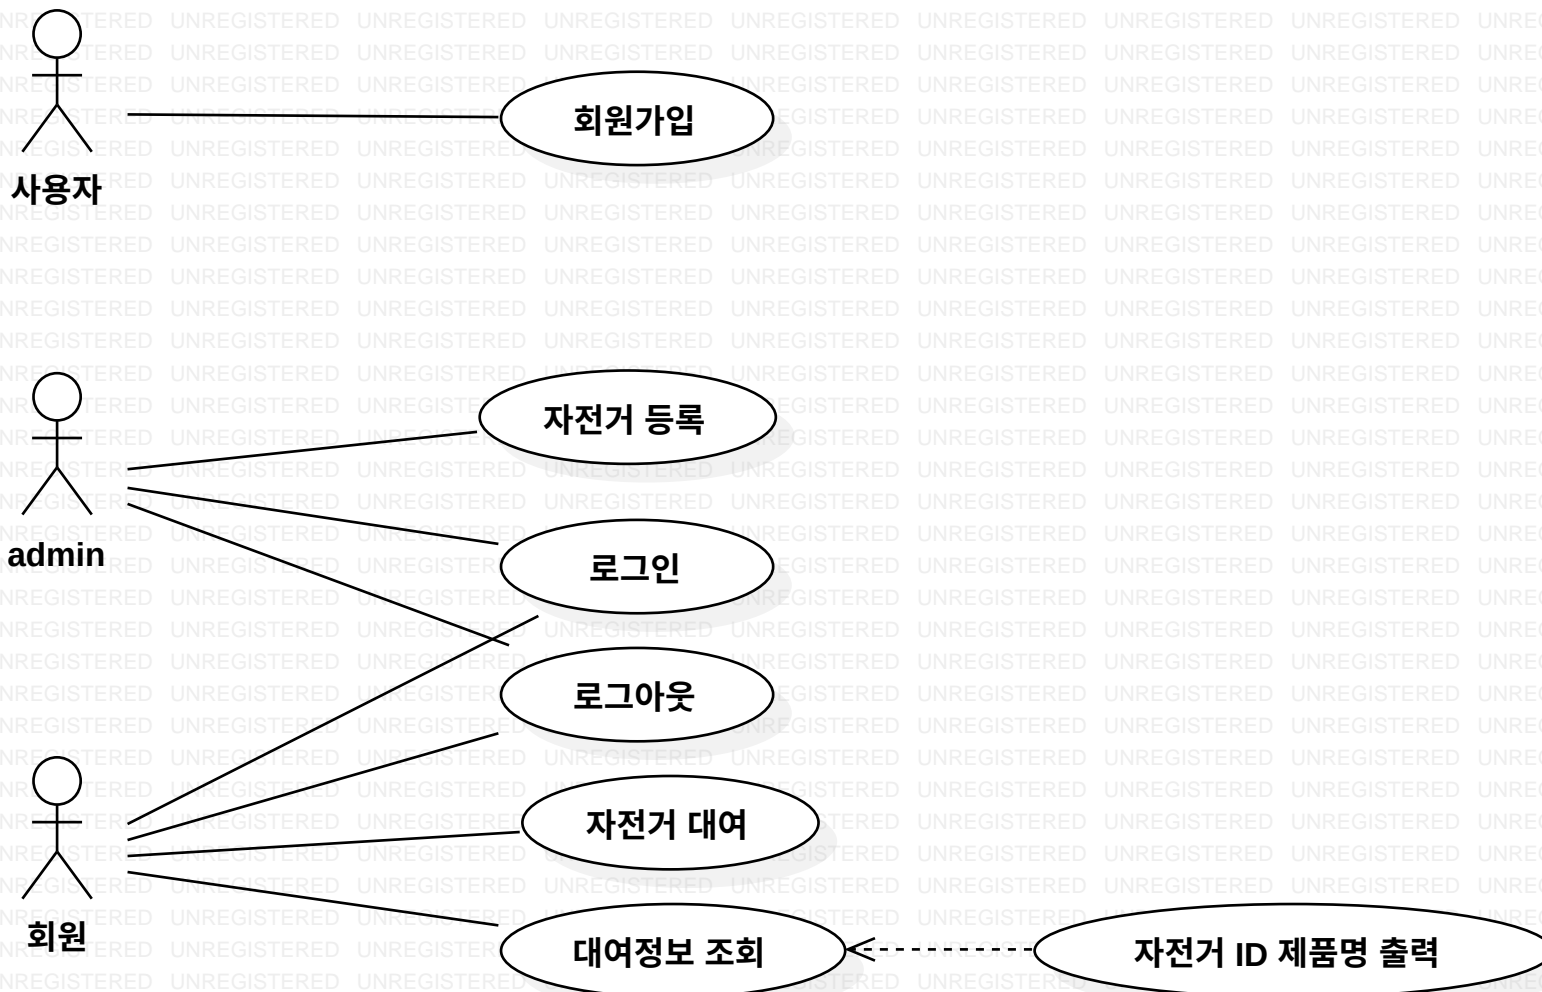 회원가입
사용자
자전거 등록
admin
로그인
로그아웃
자전거 대여
회원
대여정보 조회
자전거 ID 제품명 출력
UNREGISTERED